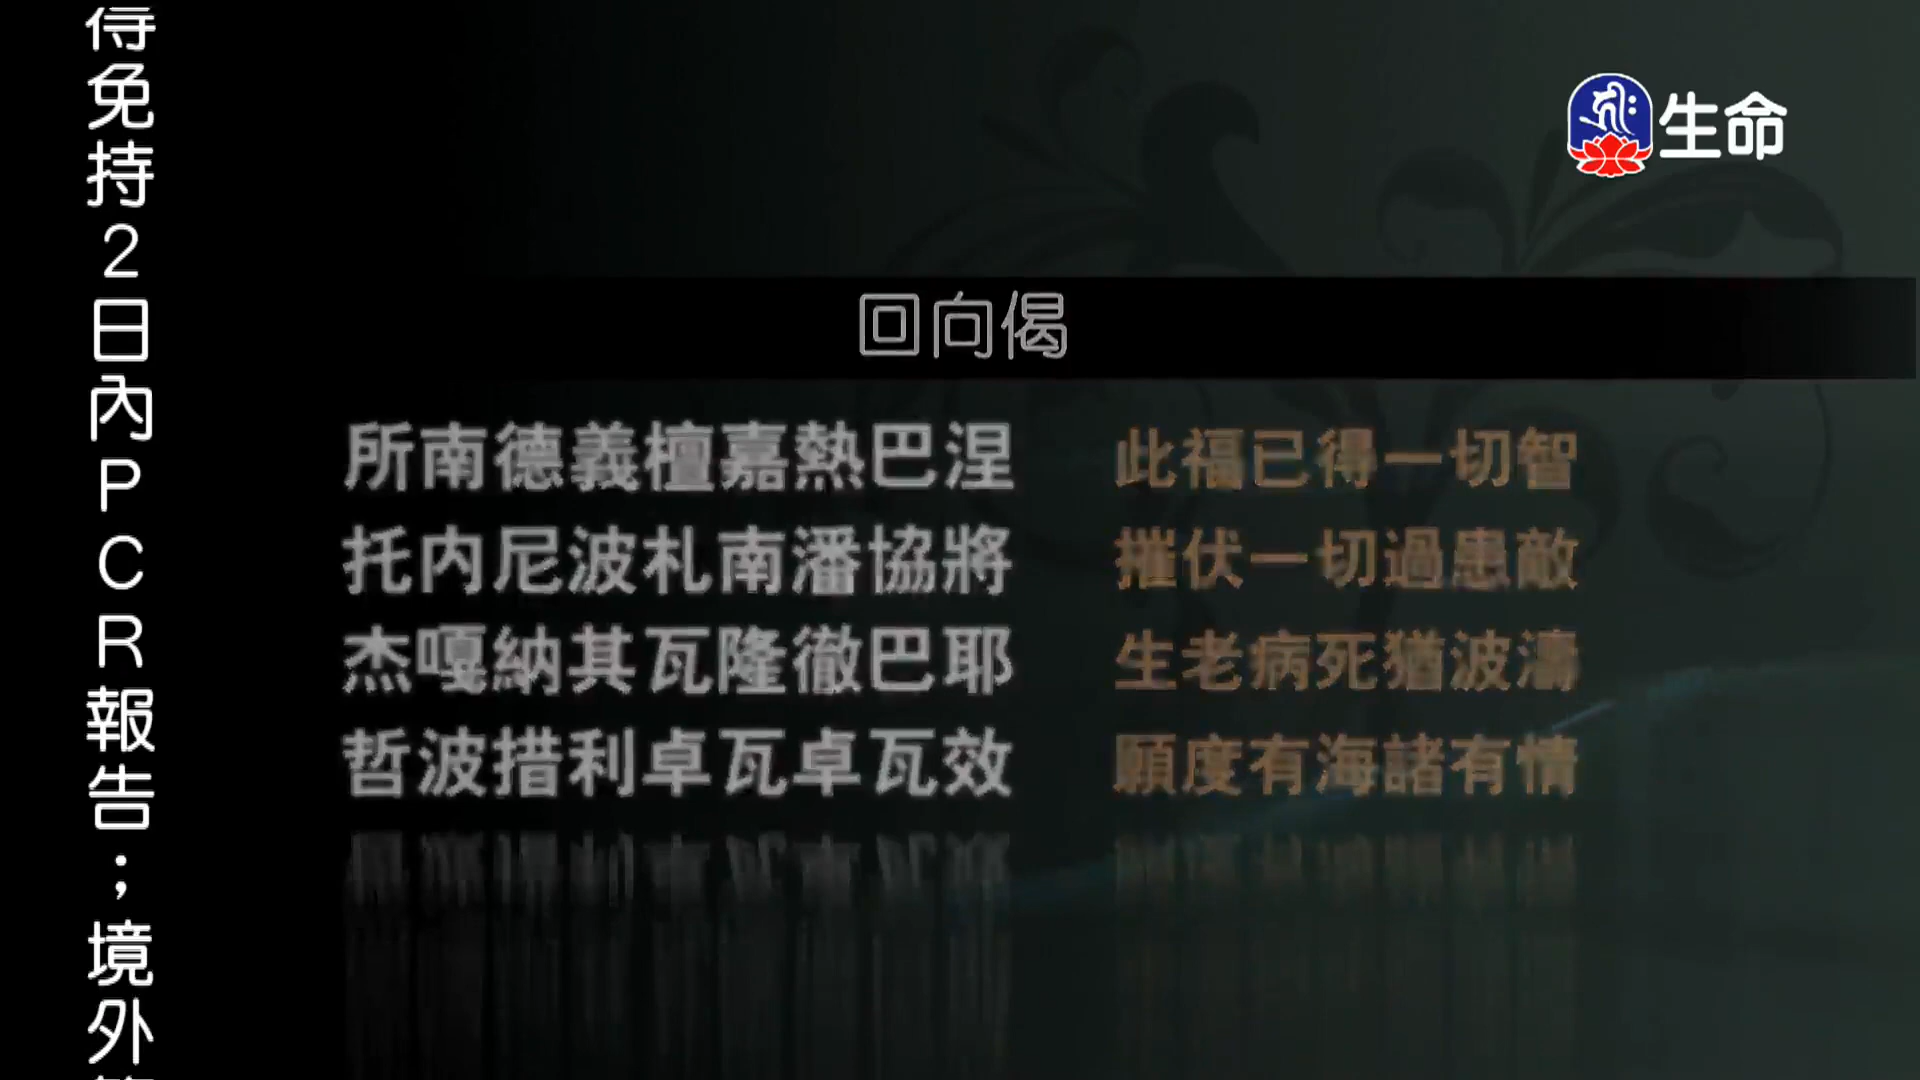 待免持2日內PCR報告；境外
生命
回向偈
所南德義檀嘉熱巴涅
托內尼波札南潘協將
杰嘎納其瓦隆徹巴耶
哲波措利卓瓦卓瓦效
此福已得一切智
摧伏一切過患敵
生老病死猶波濤
願度有海諸有情